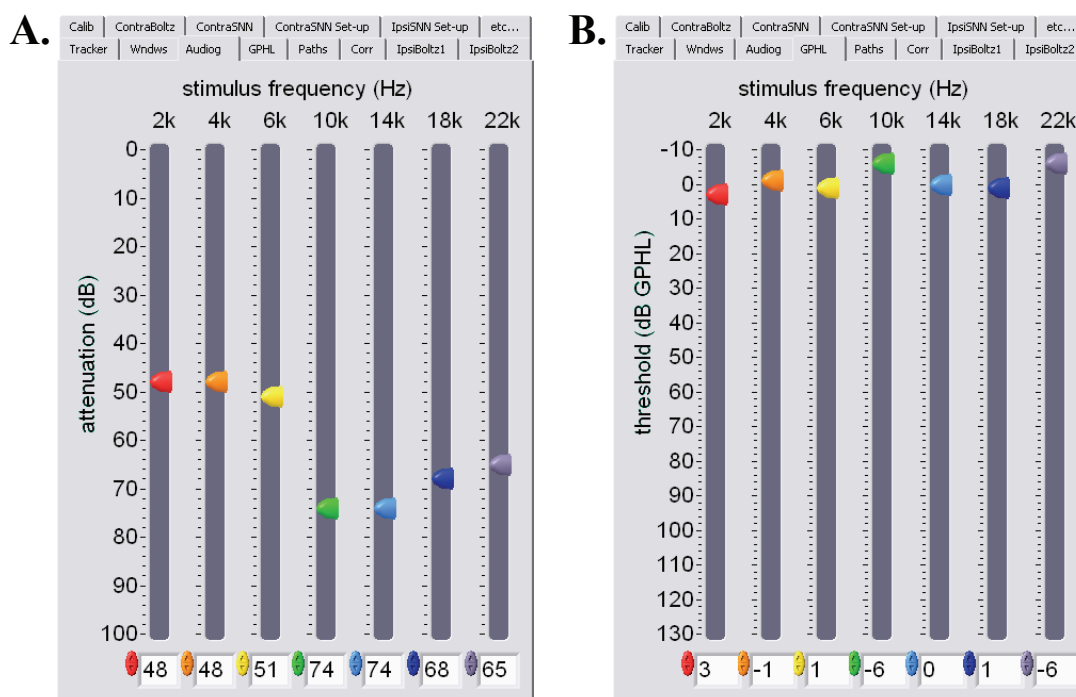 A.
Calib ContraBoltz ContraSNN ContraSNN Set-up IpsiSNN Set-up etc...
Tracker Wndws Audiog GPHL Paths Corr IpsiBoltz1 IpsiBoltz2
stimulus frequency (Hz)
2k 4k 6k 10k 14k 18k 22k
attenuation (dB)
0
10
20
30
40
50
60
70
80
90
100
48 48 51 74 74 68 65
B.
Calib ContraBoltz ContraSNN ContraSNN Set-up IpsiSNN Set-up etc...
Tracker Wndws Audiog GPHL Paths Corr IpsiBoltz1 IpsiBoltz2
stimulus frequency (Hz)
2k 4k 6k 10k 14k 18k 22k
threshold (dB GPHL)
-10
0
10
20
30
40
50
60
70
80
90
100
110
120
130
3 -1 1 -6 0 1 -6